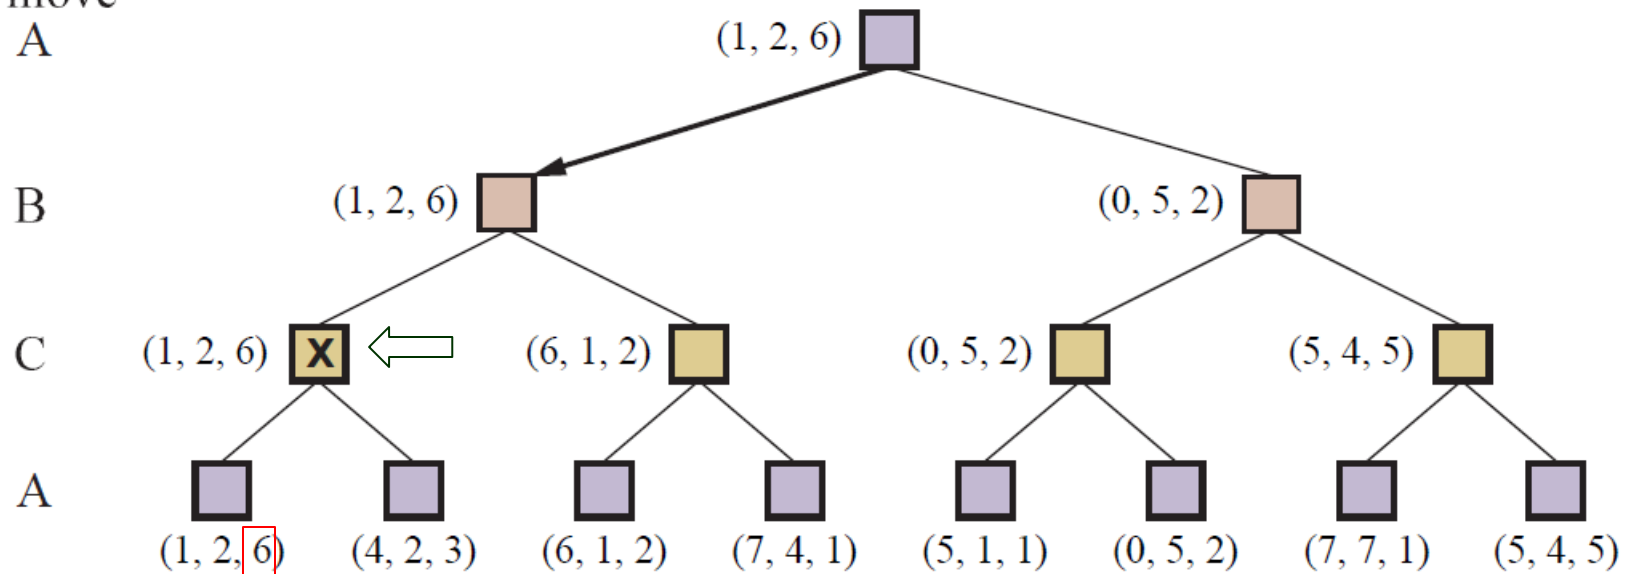 move
A (1, 2, 6)
B (1, 2, 6) (0, 5, 2)
C (1, 2, 6) X (6, 1, 2) (0, 5, 2) (5, 4, 5)
A
(1, 2, 6) (4, 2, 3) (6, 1, 2) (7, 4, 1) (5, 1, 1) (0, 5, 2) (7, 7, 1) (5, 4, 5)